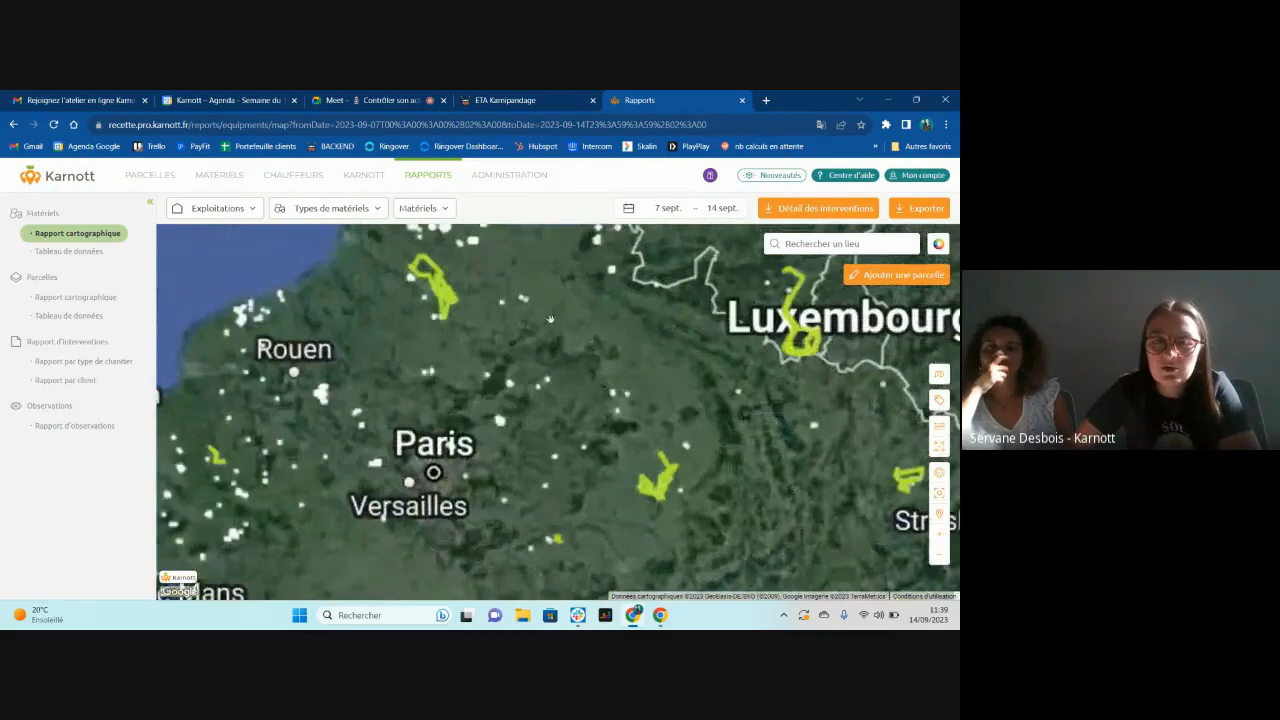 Rejoignez l'atelier en ligne Karno
Karnott – Agenda - Semaine du 1
Meet –
Contrôler son ac
ETA Karnipandage
Rapports
recette.pro.karnott.fr/reports/equipments/map?fromDate=2023-09-07T00%3A00%3A00%2B02%3A00&toDate=2023-09-14T23%3A59%3A59%2B02%3A00
Gmail
Agenda Google
Trello
PayFit
Portefeuille clients
BACKEND
Ringover
Ringover Dashboar...
Hubspot
Intercom
Skalin
PlayPlay
nb calculs en attente
»
Autres favoris
Karnott
PARCELLES
MATÉRIELS
CHAUFFEURS
KARNOTT
RAPPORTS
ADMINISTRATION
Nouveautés
Centre d'aide
Mon compte
«
Matériels
Rapport cartographique
Tableau de données
Parcelles
Rapport cartographique
Tableau de données
Rapport d'interventions
Rapport par type de chantier
Rapport par client
Observations
Rapport d'observations
Exploitations
Types de matériels
Matériels
7 sept. – 14 sept.
Détail des interventions
Exporter
Rechercher un lieu
Ajouter une parcelle
Luxembourg
Rouen
Paris
Versailles
Karnott
Google
Données cartographiques ©2023 GeoBasis-DE/BKG (©2009), Google Imagerie ©2023 TerraMetrics
Conditions d'utilisation
20°C
Ensoleillé
Rechercher
11:39
14/09/2023
Servane Desbois - Karnott